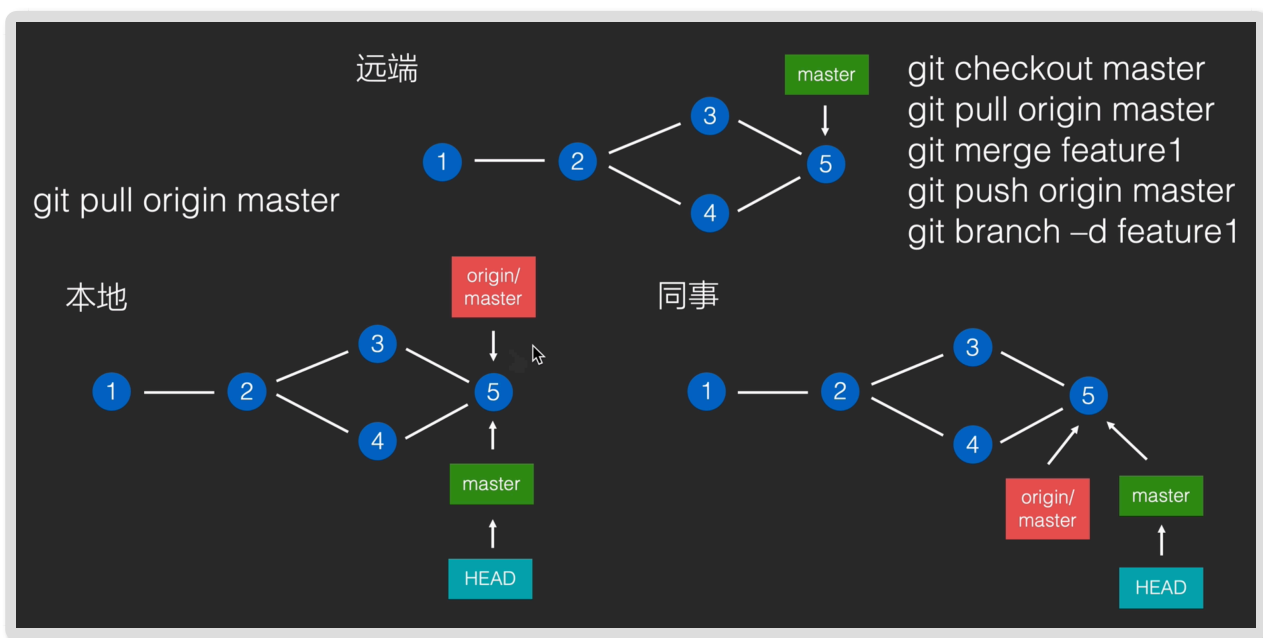 远端
master
git checkout master
git pull origin master
git merge feature1
git push origin master
git branch –d feature1
1
2
3
4
5
git pull origin master
本地
origin/
master
1
2
3
4
5
master
HEAD
同事
1
2
3
4
5
origin/
master
master
HEAD